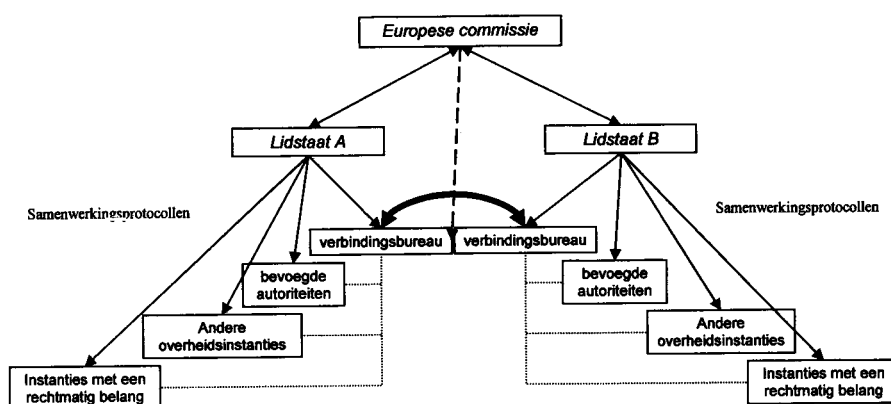 Europese commissie
Lidstaat A
Lidstaat B
Samenwerkingsprotocollen
Samenwerkingsprotocollen
verbindingsbureau
verbindingsbureau
bevoegde
autoriteiten
bevoegde
autoriteiten
Andere
overheidsinstanties
Andere
overheidsinstanties
Instanties met een
rechtmatig belang
Instanties met een
rechtmatig belang